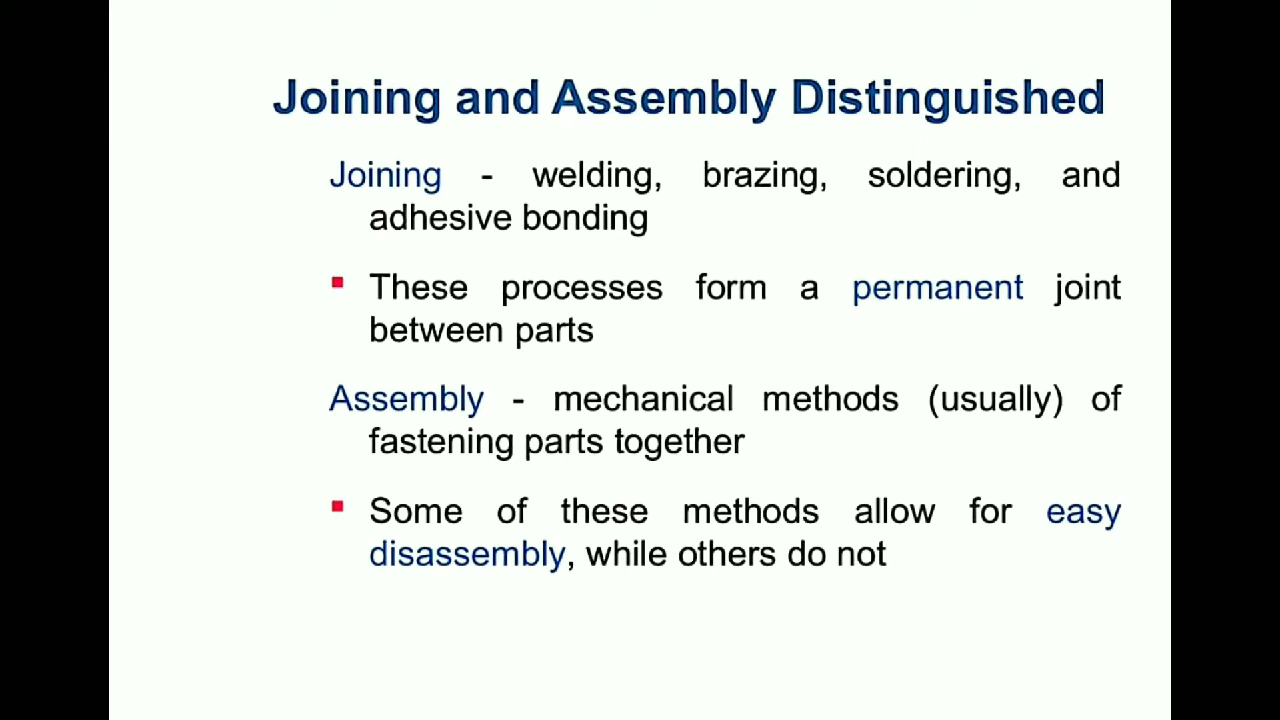 Joining and Assembly Distinguished
Joining - welding, brazing, soldering, and
adhesive bonding
These processes form a permanent joint
between parts
Assembly - mechanical methods (usually) of
fastening parts together
Some of these methods allow for easy
disassembly, while others do not